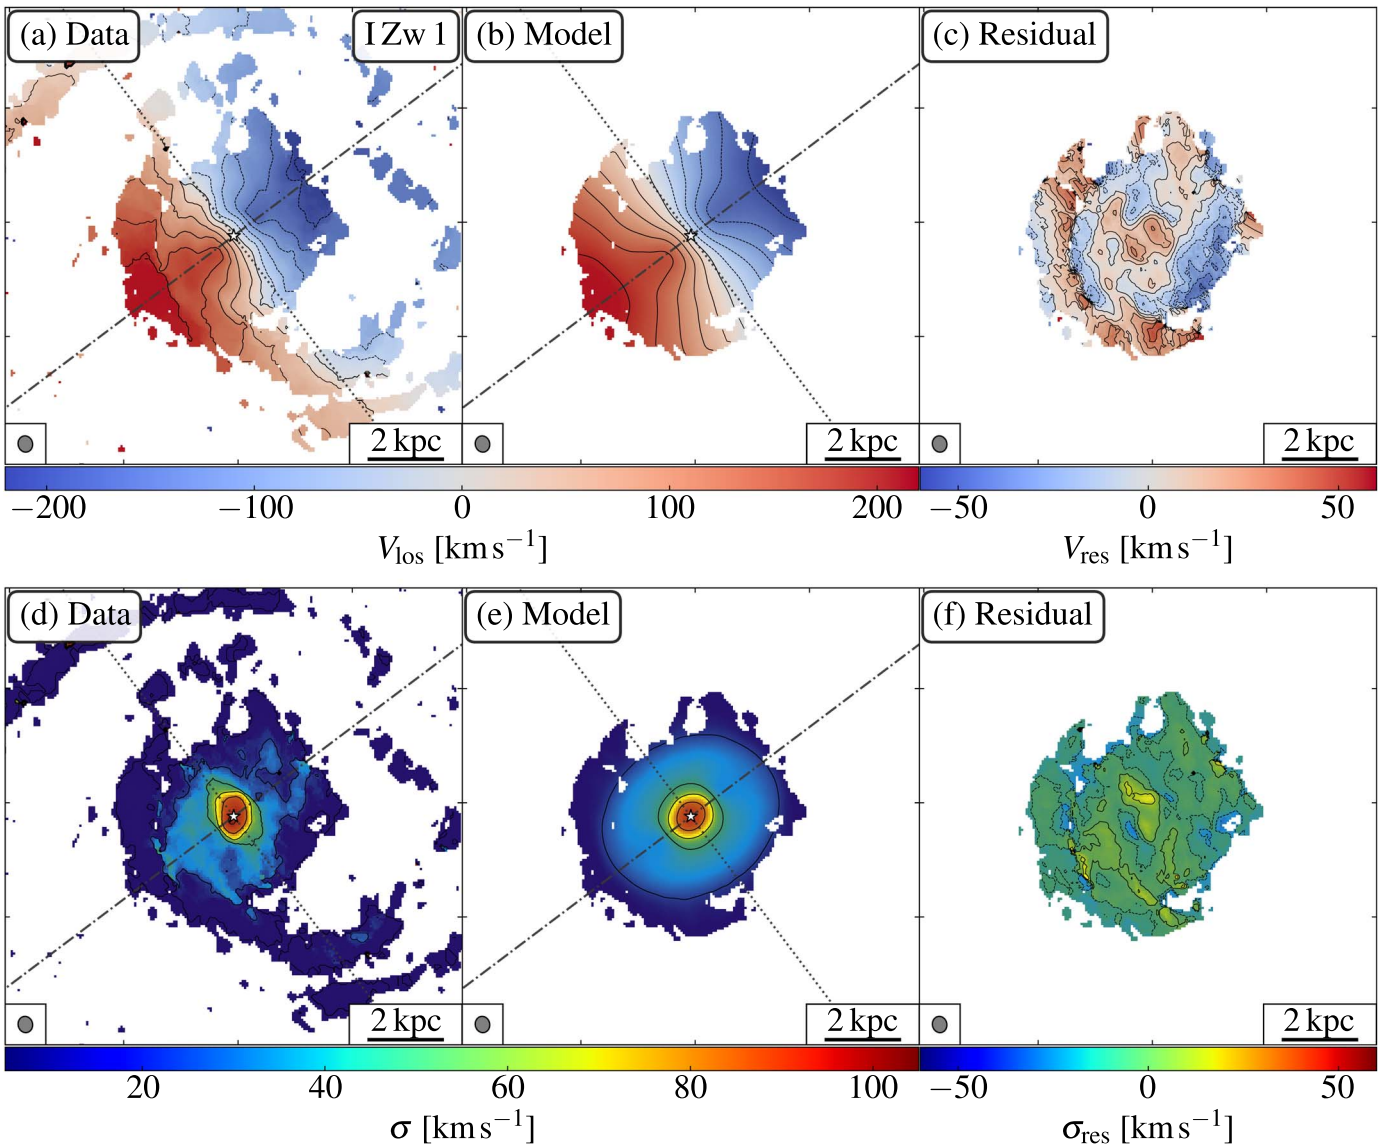 (a) Data
I Zw 1
(b) Model
(c) Residual
2 kpc
2 kpc
2 kpc
−200
−100
0
100
200
−50
0
50
V_los [km s⁻¹]
V_res [km s⁻¹]
(d) Data
(e) Model
(f) Residual
2 kpc
2 kpc
2 kpc
20
40
60
80
100
−50
0
50
σ [km s⁻¹]
σ_res [km s⁻¹]